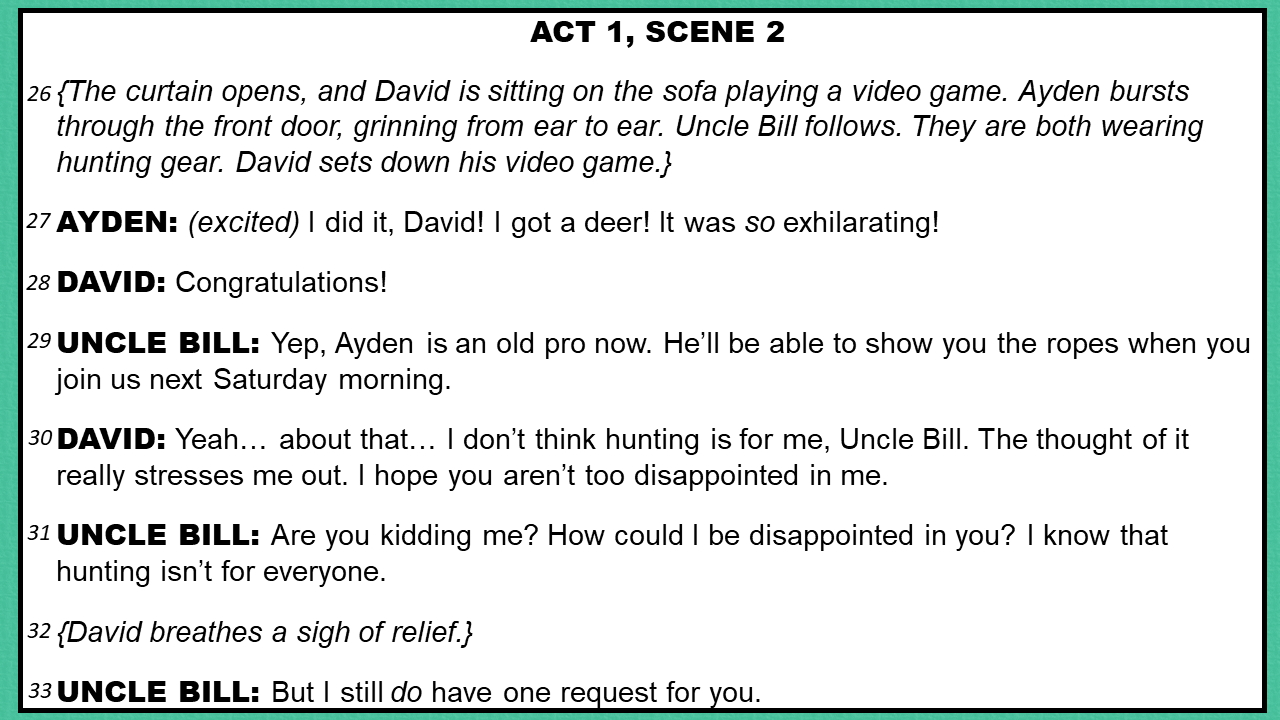 ACT 1, SCENE 2
26 {The curtain opens, and David is sitting on the sofa playing a video game. Ayden bursts
through the front door, grinning from ear to ear. Uncle Bill follows. They are both wearing
hunting gear. David sets down his video game.}
27 AYDEN: (excited) I did it, David! I got a deer! It was so exhilarating!
28 DAVID: Congratulations!
29 UNCLE BILL: Yep, Ayden is an old pro now. He’ll be able to show you the ropes when you
join us next Saturday morning.
30 DAVID: Yeah… about that… I don’t think hunting is for me, Uncle Bill. The thought of it
really stresses me out. I hope you aren’t too disappointed in me.
31 UNCLE BILL: Are you kidding me? How could I be disappointed in you? I know that
hunting isn’t for everyone.
32 {David breathes a sigh of relief.}
33 UNCLE BILL: But I still do have one request for you.